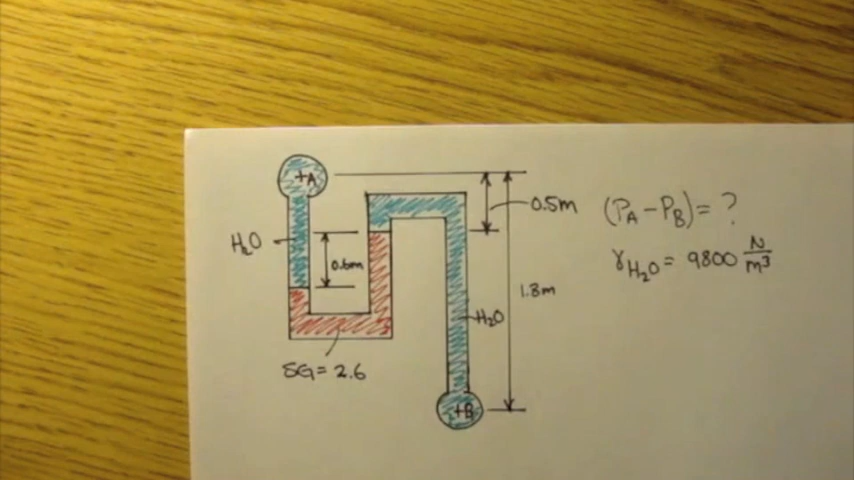 +A
0.5m
(PA - PB) = ?
H2O
0.6m
γH2O = 9800 N/m3
1.8m
H2O
SG = 2.6
+B